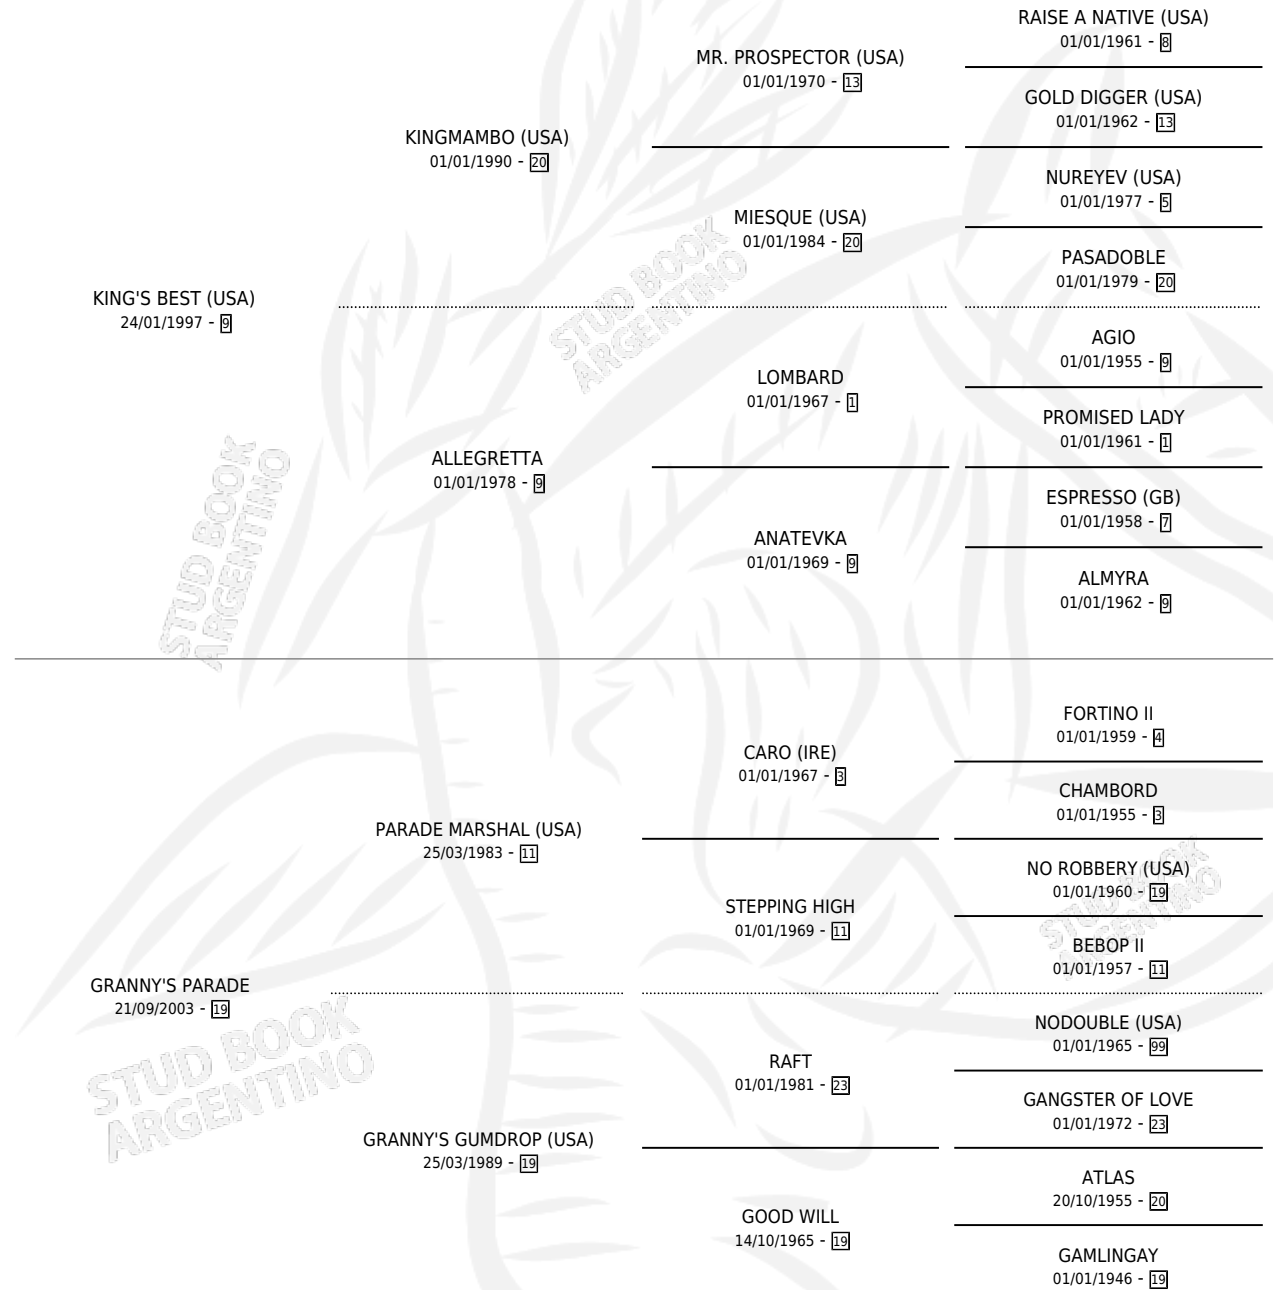 RAISE A NATIVE (USA)
01/01/1961 - 8
MR. PROSPECTOR (USA)
01/01/1970 - 13
GOLD DIGGER (USA)
01/01/1962 - 13
KINGMAMBO (USA)
01/01/1990 - 20
NUREYEV (USA)
01/01/1977 - 5
MIESQUE (USA)
01/01/1984 - 20
PASADOBLE
01/01/1979 - 20
KING'S BEST (USA)
24/01/1997 - 9
STUD BOOK
ARGENTINO
AGIO
01/01/1955 - 9
LOMBARD
01/01/1967 - 1
PROMISED LADY
01/01/1961 - 1
ALLEGRETTA
01/01/1978 - 9
ESPRESSO (GB)
01/01/1958 - 7
ANATEVKA
01/01/1969 - 9
ALMYRA
01/01/1962 - 9
STUD BOOK
ARGENTINO
FORTINO II
01/01/1959 - 4
CARO (IRE)
01/01/1967 - 3
CHAMBORD
01/01/1955 - 3
PARADE MARSHAL (USA)
25/03/1983 - 11
NO ROBBERY (USA)
01/01/1960 - 19
STEPPING HIGH
01/01/1969 - 11
BEBOP II
01/01/1957 - 11
STUD BOOK
ARGENTINO
GRANNY'S PARADE
21/09/2003 - 19
NODOUBLE (USA)
01/01/1965 - 99
RAFT
01/01/1981 - 23
GANGSTER OF LOVE
01/01/1972 - 23
STUD BOOK
ARGENTINO
GRANNY'S GUMDROP (USA)
25/03/1989 - 19
ATLAS
20/10/1955 - 20
GOOD WILL
14/10/1965 - 19
GAMLINGAY
01/01/1946 - 19